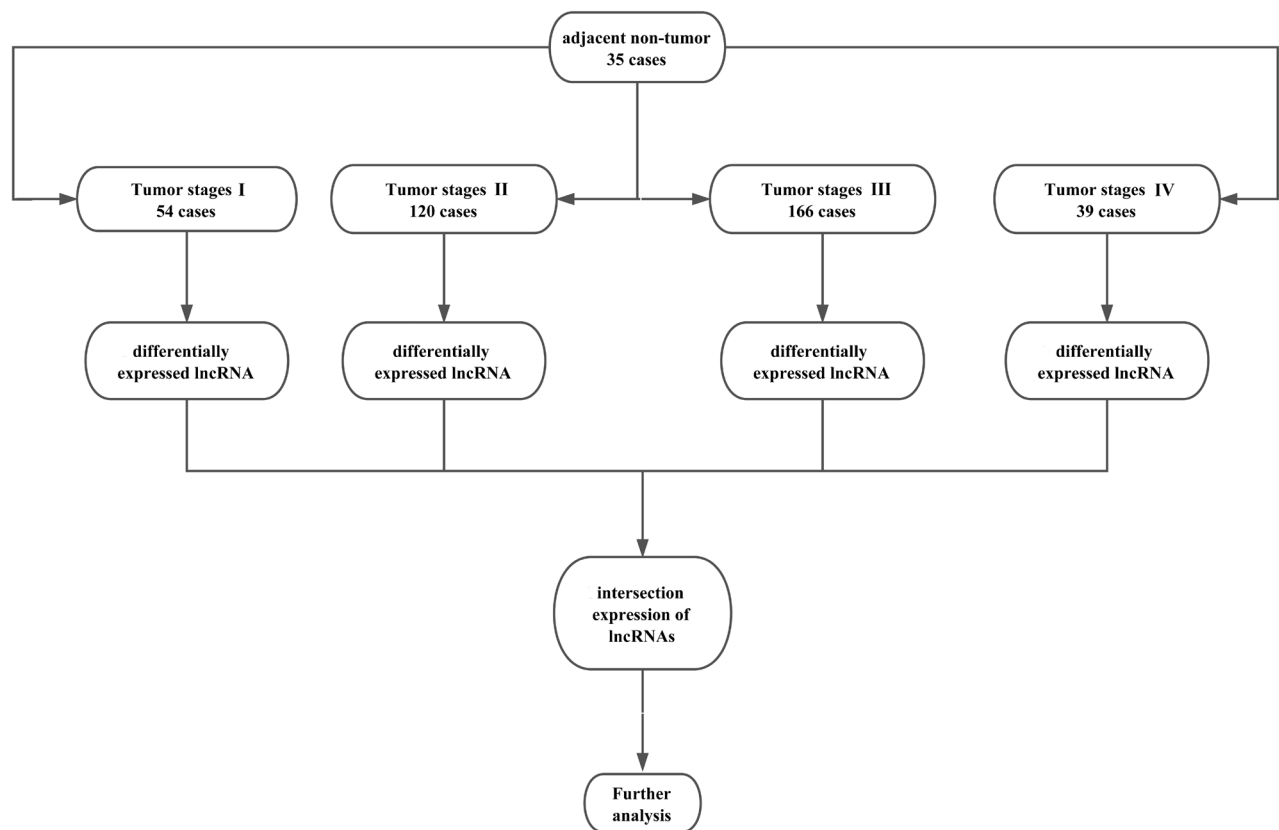 adjacent non-tumor
35 cases
Tumor stages I
54 cases
Tumor stages II
120 cases
Tumor stages III
166 cases
Tumor stages IV
39 cases
differentially
expressed lncRNA
differentially
expressed lncRNA
differentially
expressed lncRNA
differentially
expressed lncRNA
intersection
expression of
lncRNAs
Further
analysis